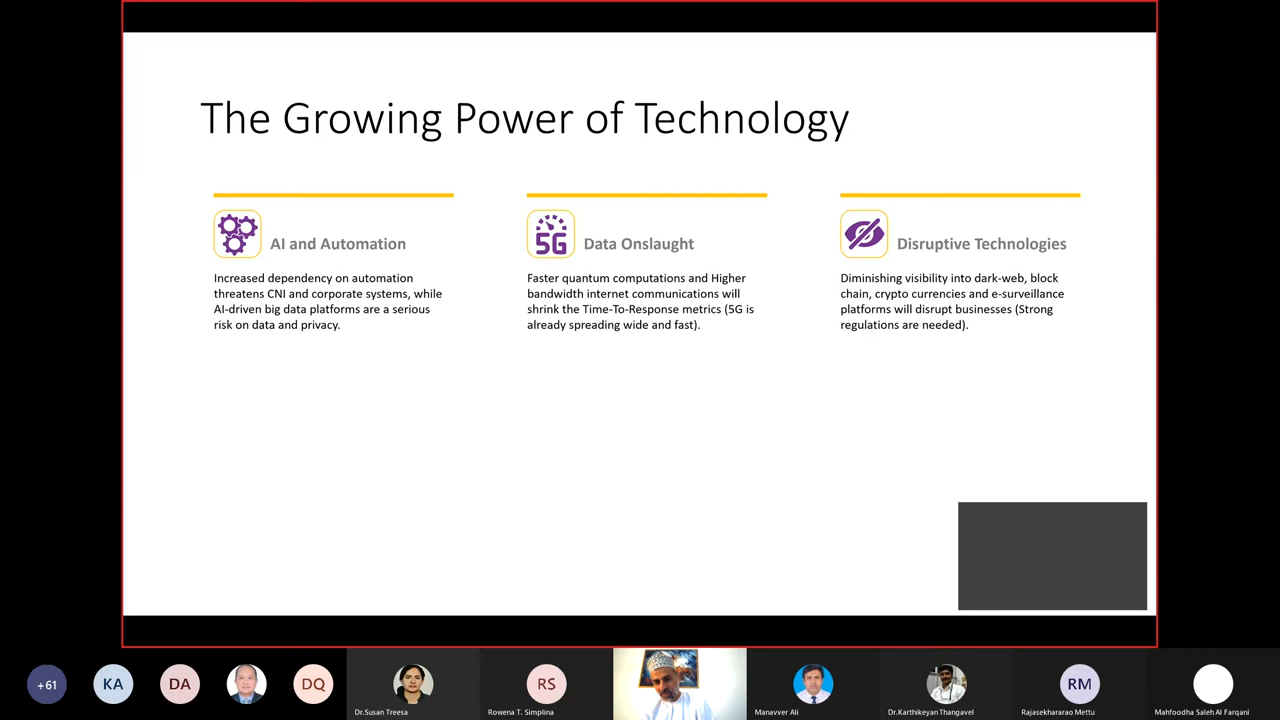 The Growing Power of Technology
AI and Automation
Increased dependency on automation
threatens CNI and corporate systems, while
AI-driven big data platforms are a serious
risk on data and privacy.
5G
Data Onslaught
Faster quantum computations and Higher
bandwidth internet communications will
shrink the Time-To-Response metrics (5G is
already spreading wide and fast).
Disruptive Technologies
Diminishing visibility into dark-web, block
chain, crypto currencies and e-surveillance
platforms will disrupt businesses (Strong
regulations are needed).
+61
KA
DA
DQ
Dr.Susan Treesa
RS
Rowena T. Simplina
Manavver Ali
Dr.Karthikeyan Thangavel
RM
Rajasekhararao Mettu
Mahfoodha Saleh Al Farqani